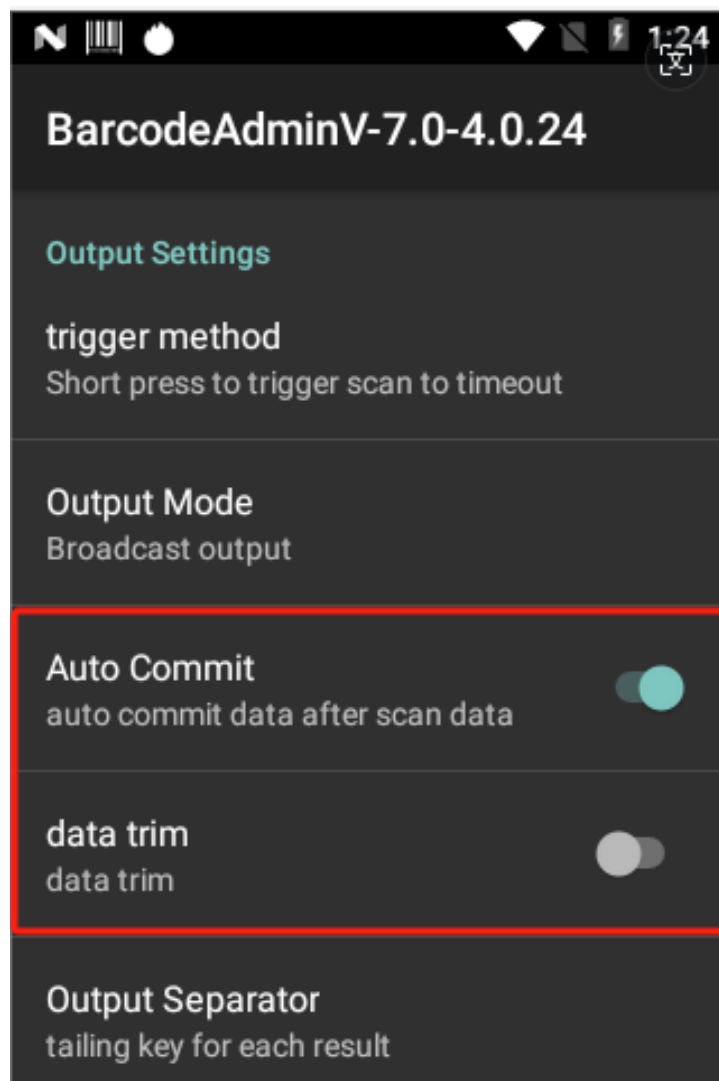 1:24
BarcodeAdminV-7.0-4.0.24
Output Settings
trigger method
Short press to trigger scan to timeout
Output Mode
Broadcast output
Auto Commit
auto commit data after scan data
data trim
data trim
Output Separator
tailing key for each result